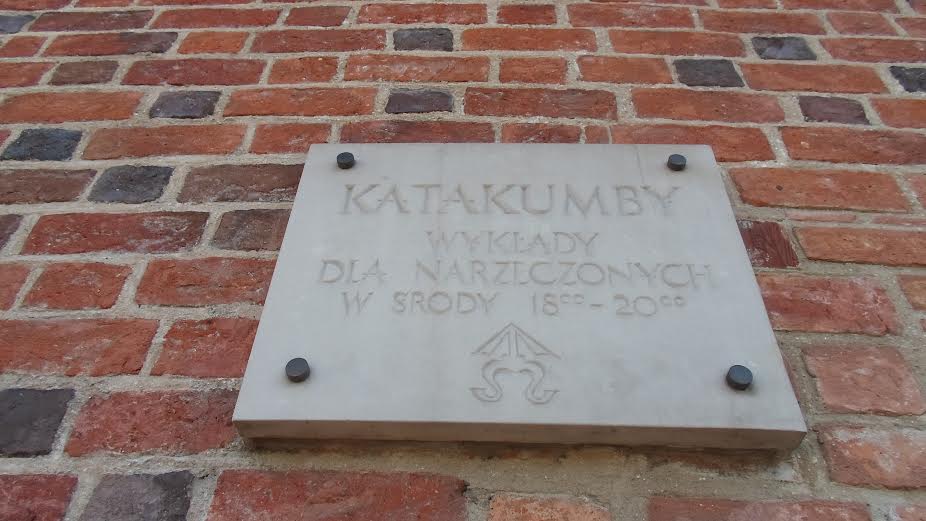 KATAKUMBY
WYKŁADY
DLA NARZECZONYCH
W ŚRODY 18⁰⁰-20⁰⁰